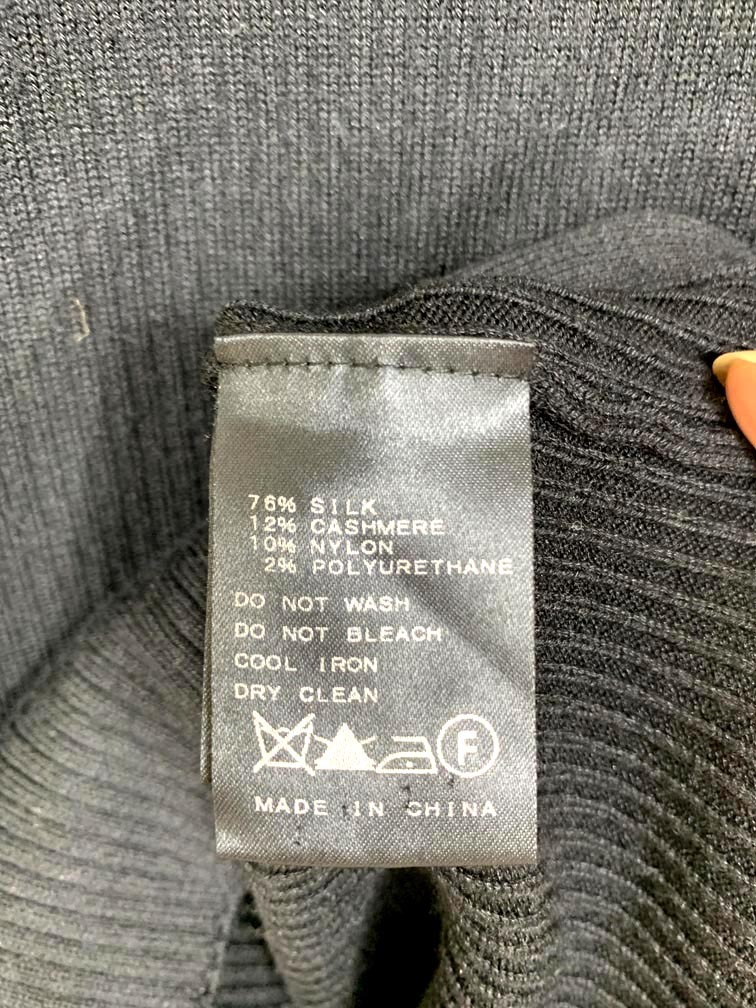 76% SILK
12% CASHMERE
10% NYLON
2% POLYURETHANE
DO NOT WASH
DO NOT BLEACH
COOL IRON
DRY CLEAN
F
MADE IN CHINA